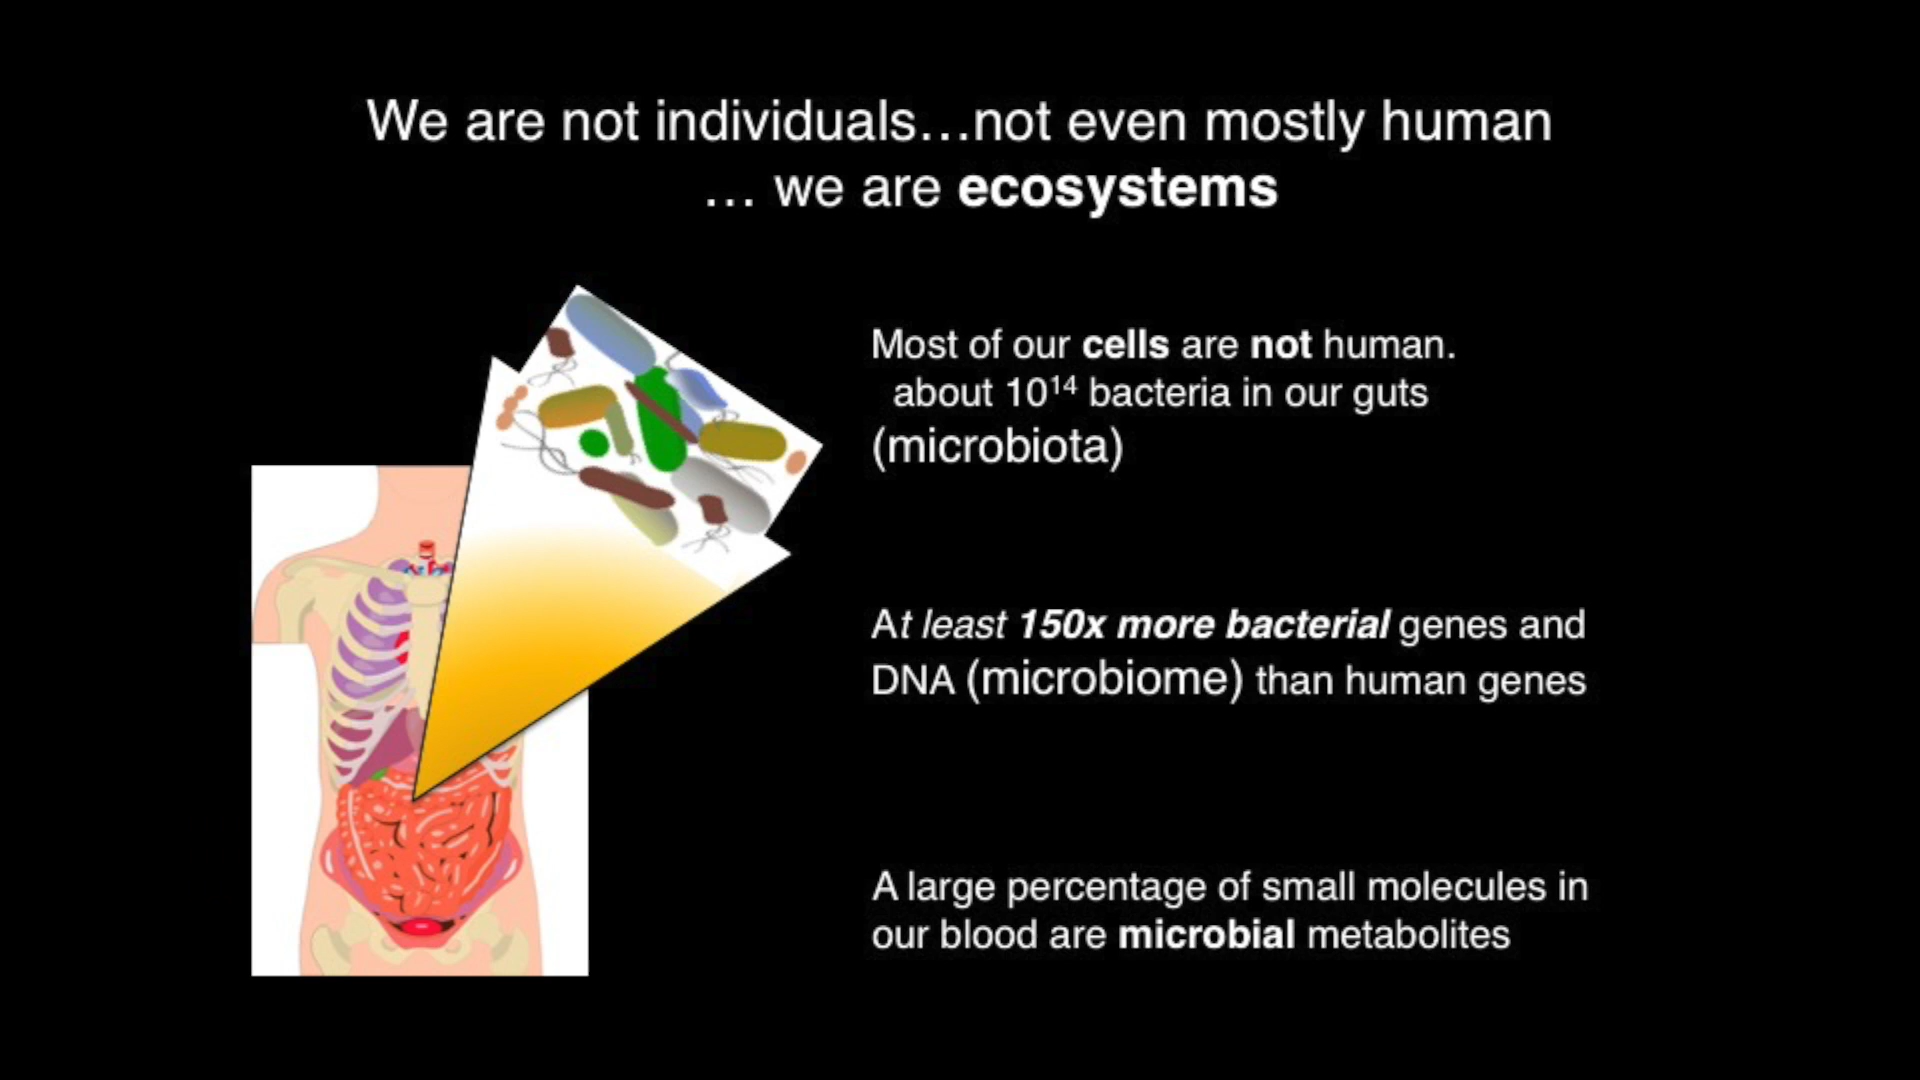 We are not individuals...not even mostly human
... we are ecosystems
Most of our cells are not human.
about 10¹⁴ bacteria in our guts
(microbiota)
At least 150x more bacterial genes and
DNA (microbiome) than human genes
A large percentage of small molecules in
our blood are microbial metabolites